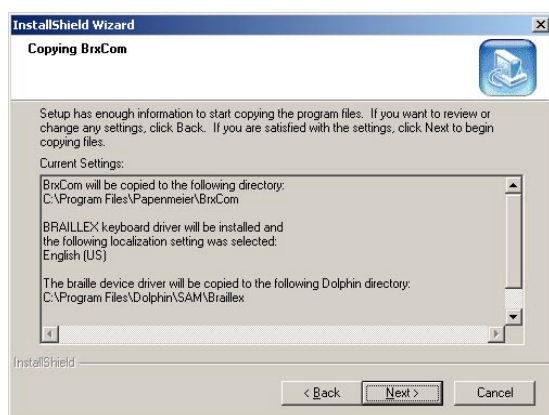 InstallShield Wizard
Copying BrxCom
Setup has enough information to start copying the program files. If you want to review or
change any settings, click Back. If you are satisfied with the settings, click Next to begin
copying files.
Current Settings:
BrxCom will be copied to the following directory:
C:\Program Files\Papenmeier\BrxCom
BRAILLEX keyboard driver will be installed and
the following localization setting was selected:
English (US)
The braille device driver will be copied to the following Dolphin directory:
C:\Program Files\Dolphin\SAM\Braillex
InstallShield
< Back
Next >
Cancel